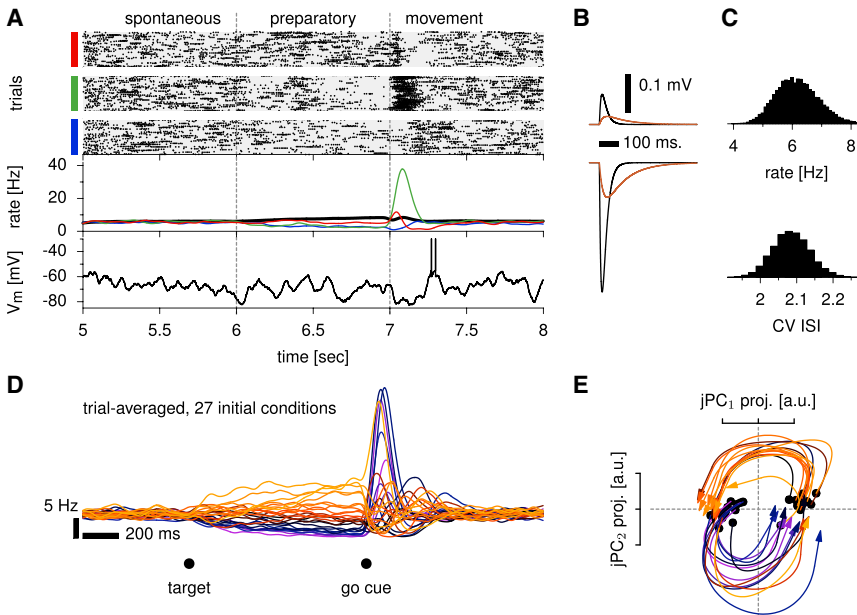 A
spontaneous preparatory movement
trials
rate [Hz]
40
20
0
Vm [mV]
-40
-60
-80
5 5.5 6 6.5 7 7.5 8
time [sec]
B
0.1 mV
100 ms.
C
4 6 8
rate [Hz]
2 2.1 2.2
CV ISI
D
trial-averaged, 27 initial conditions
5 Hz
200 ms
target
go cue
E
jPC1 proj. [a.u.]
jPC2 proj. [a.u.]